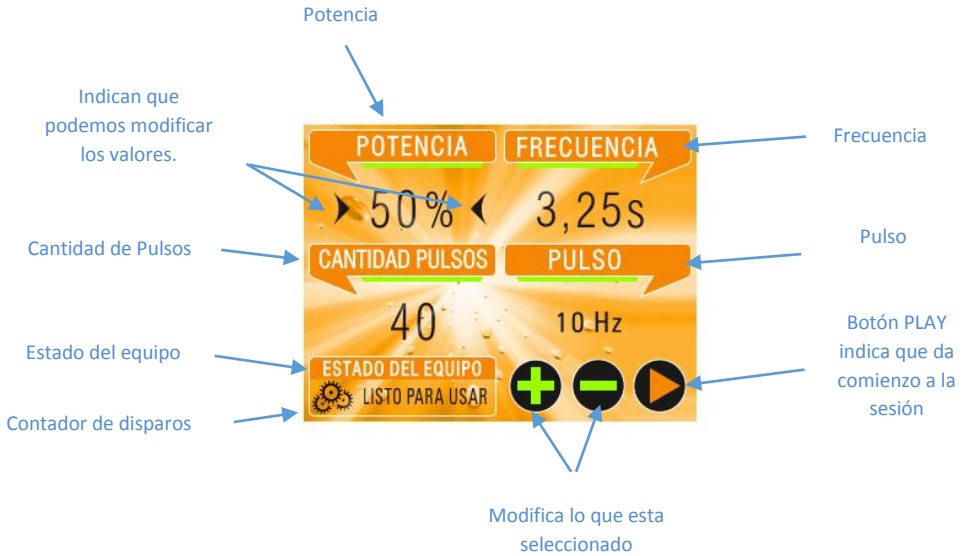 Potencia
Indican que
podemos modificar
los valores.
Frecuencia
POTENCIA
FRECUENCIA
50%
3,25s
Cantidad de Pulsos
Pulso
CANTIDAD PULSOS
PULSO
40
10 Hz
Estado del equipo
Botón PLAY
indica que da
comienzo a la
sesión
ESTADO DEL EQUIPO
LISTO PARA USAR
Contador de disparos
Modifica lo que esta
seleccionado